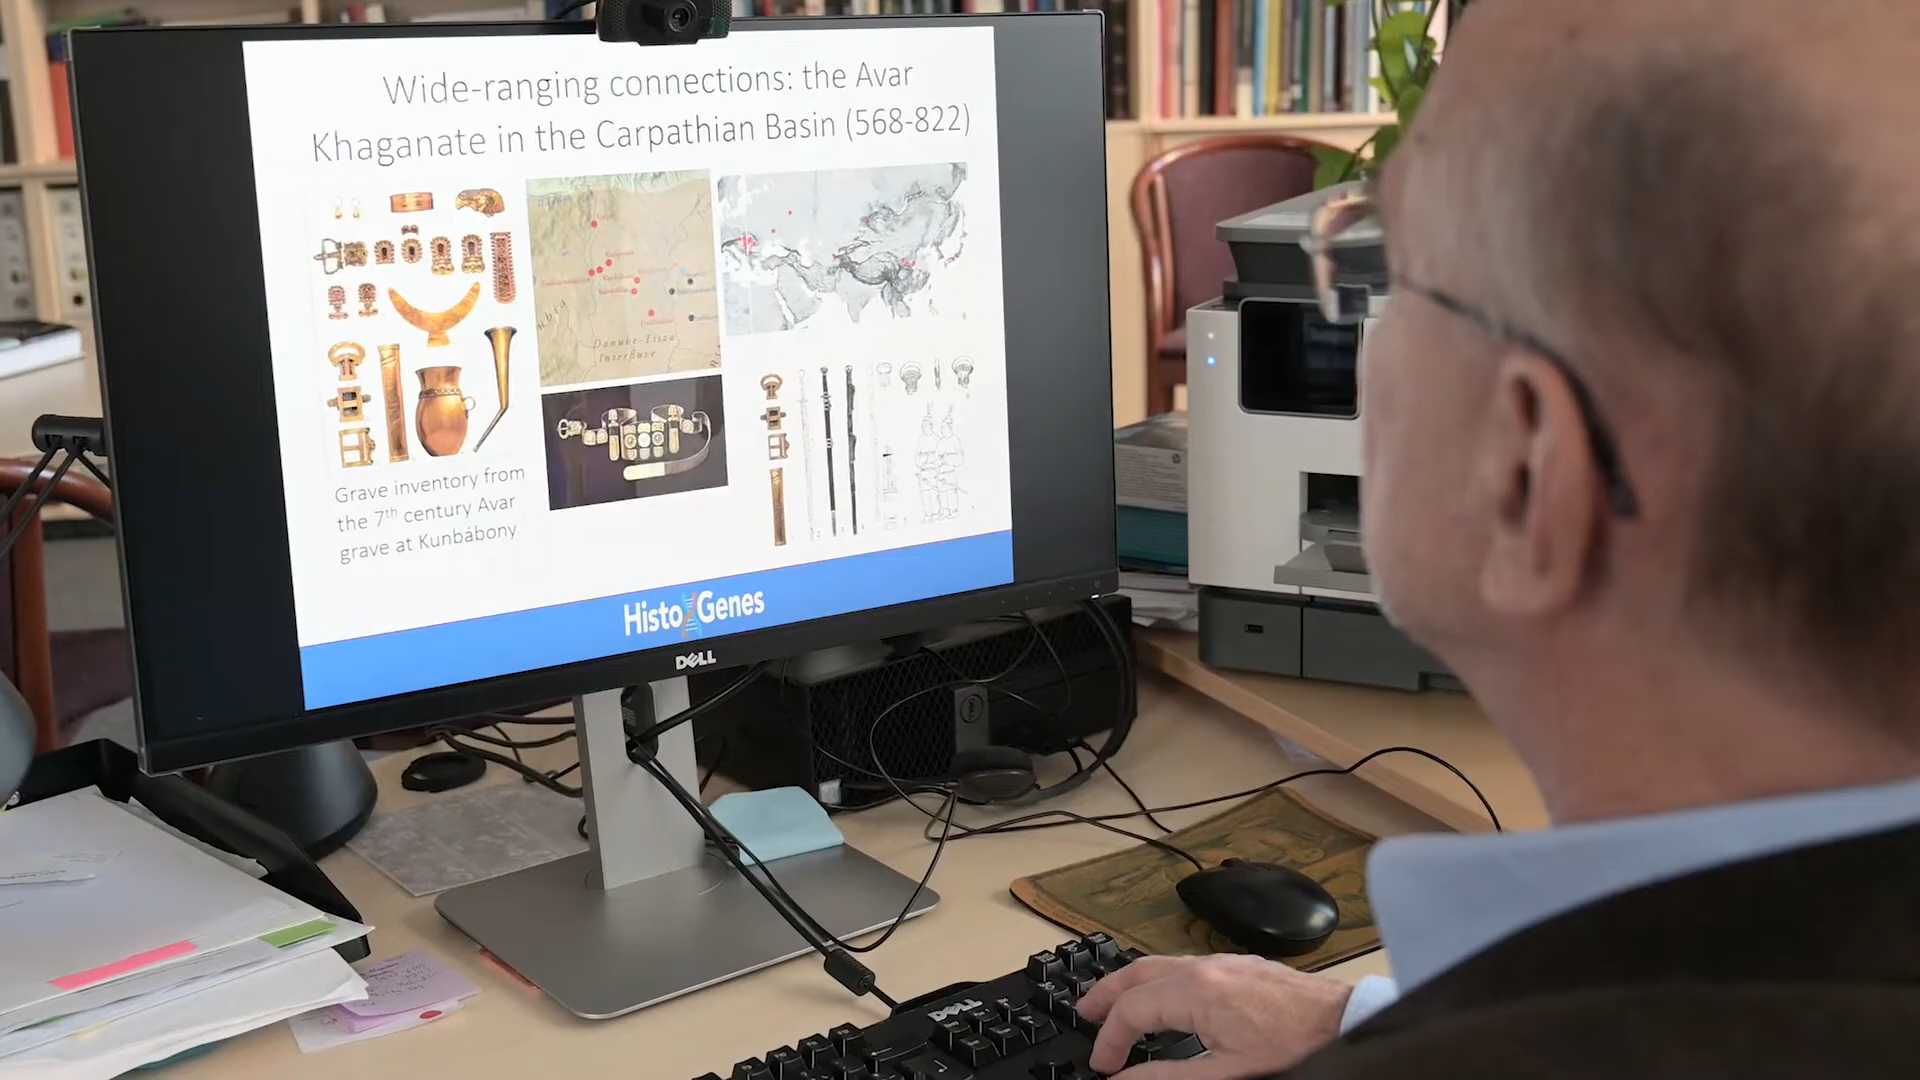 Wide-ranging connections: the Avar
Khaganate in the Carpathian Basin (568-822)
Danube-Tisza
Interfluve
Grave inventory from
the 7th century Avar
grave at Kunbábony
HistoGenes
DELL
DELL